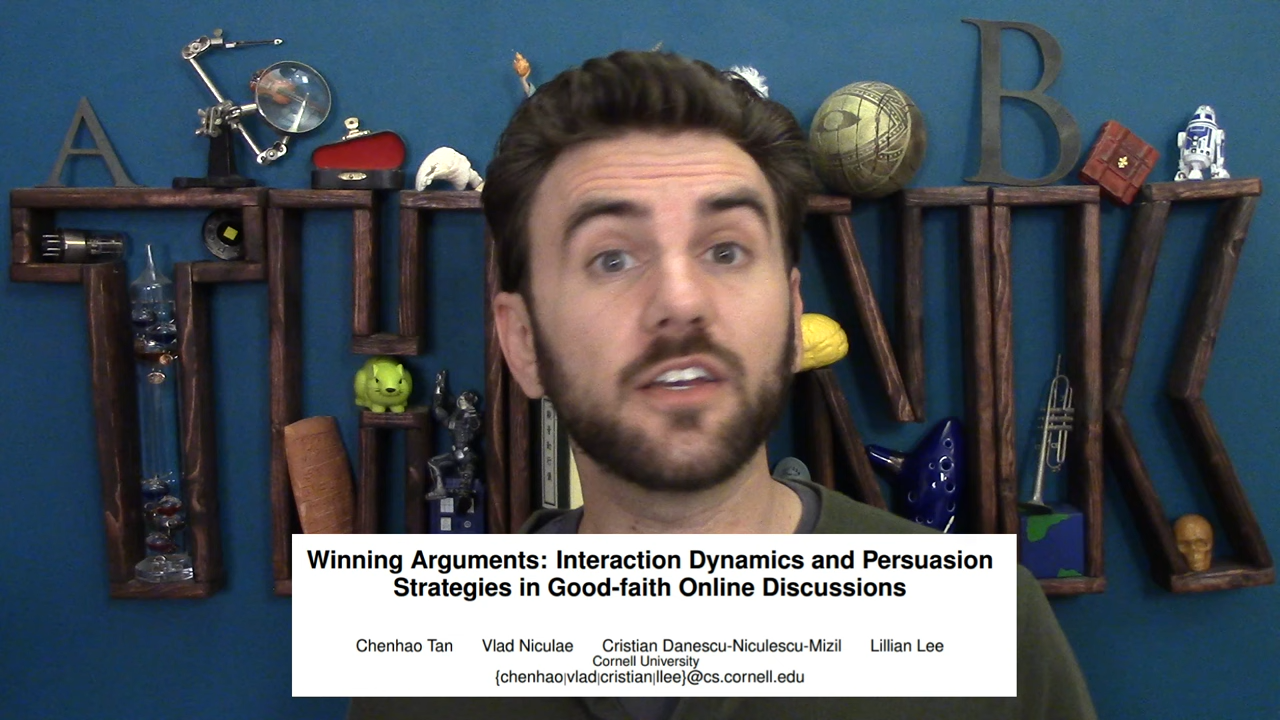 A
B
THINK
Winning Arguments: Interaction Dynamics and Persuasion
Strategies in Good-faith Online Discussions
Chenhao Tan Vlad Niculae Cristian Danescu-Niculescu-Mizil Lillian Lee
Cornell University
{chenhao|vlad|cristian|llee}@cs.cornell.edu